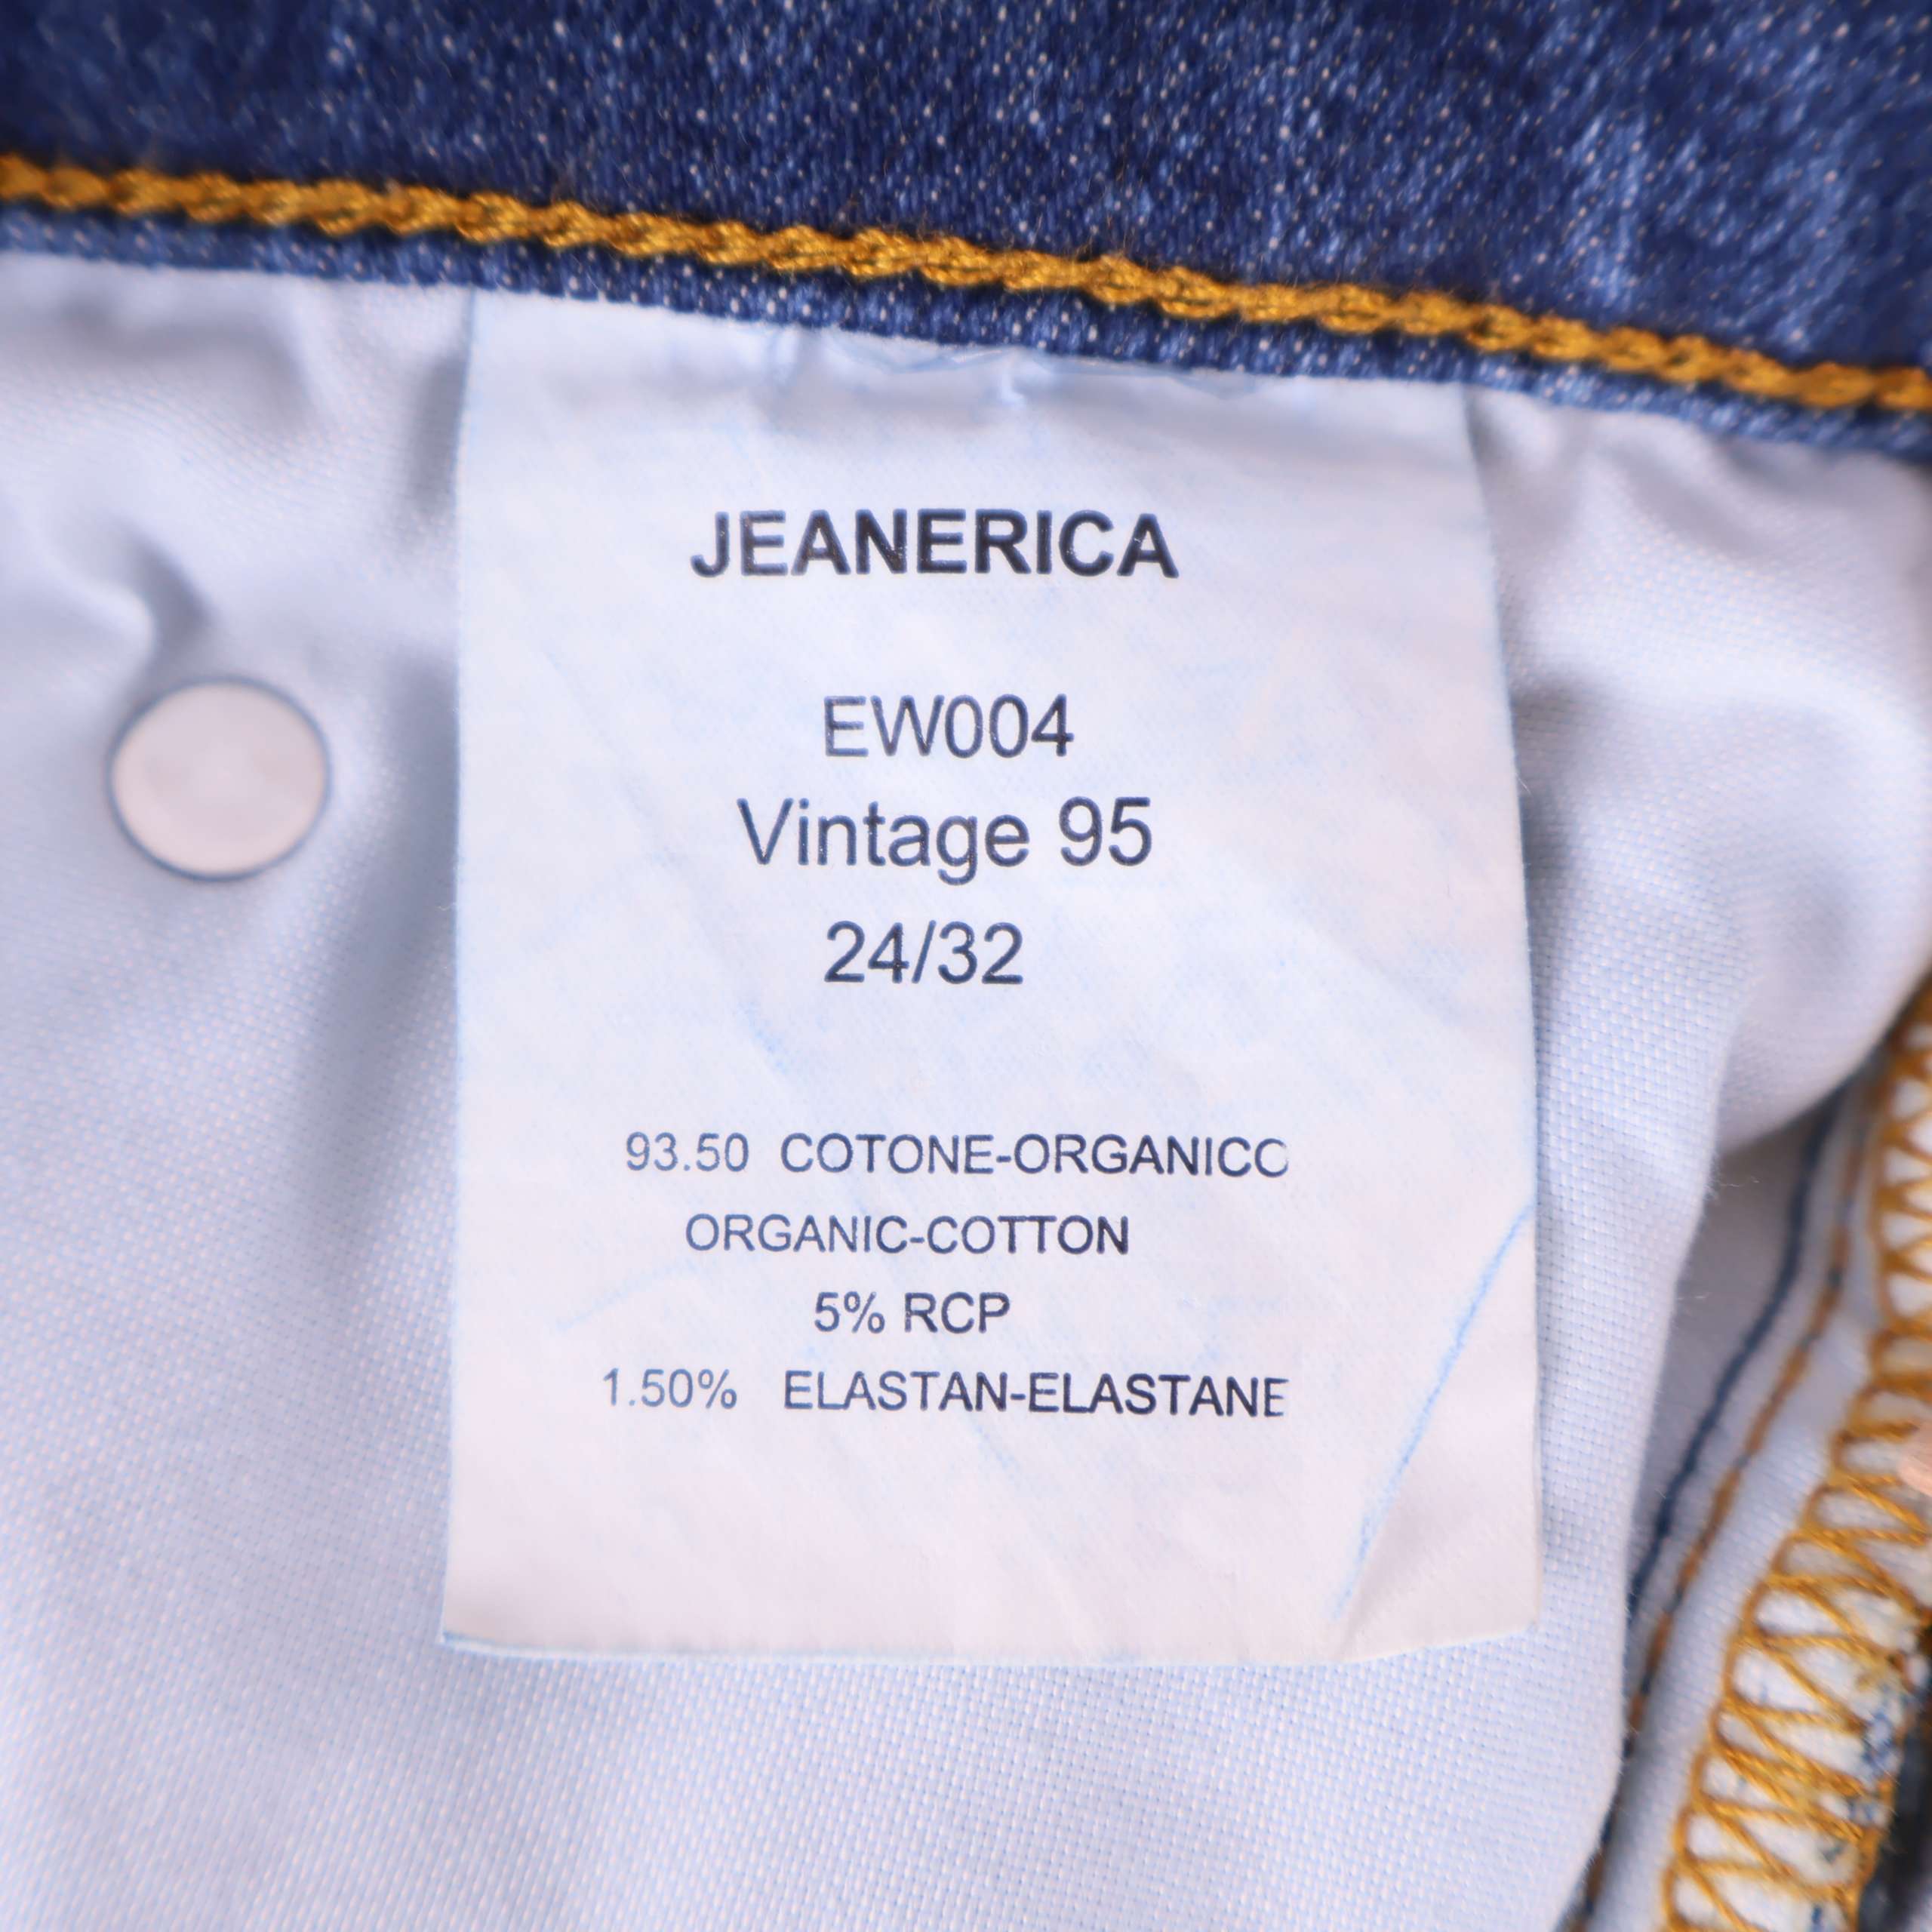 JEANERICA
EW004
Vintage 95
24/32
93.50 COTONE-ORGANICO
ORGANIC-COTTON
5% RCP
1.50% ELASTAN-ELASTANE